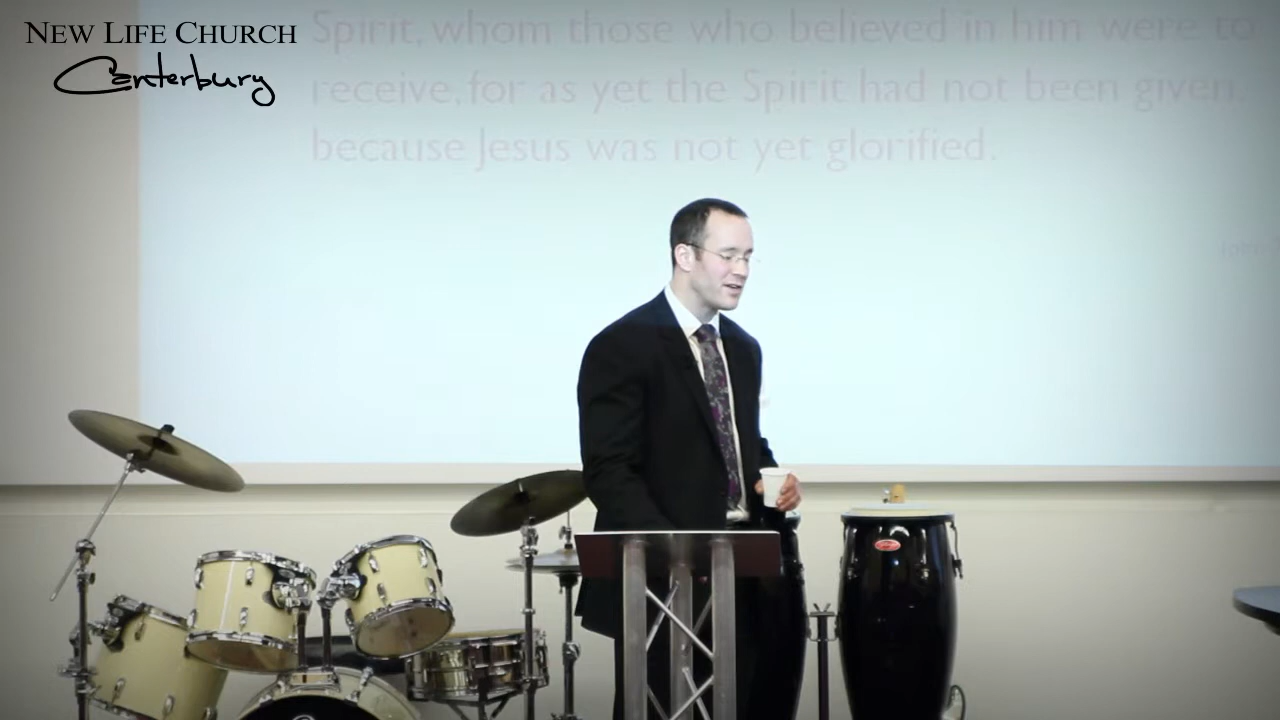 NEW LIFE CHURCH
Canterbury
Spirit, whom those who believed in him were to
receive, for as yet the Spirit had not been given,
because Jesus was not yet glorified.